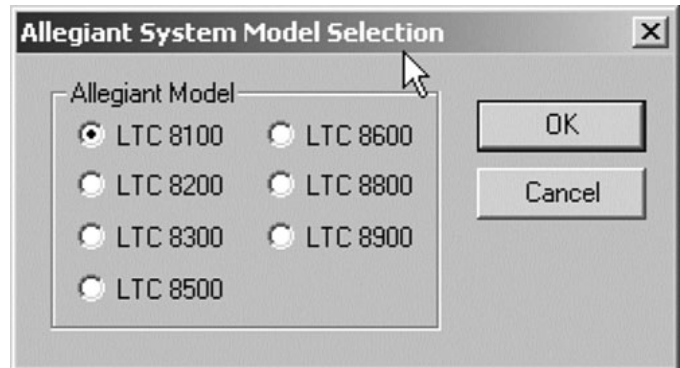 Allegiant System Model Selection
Allegiant Model
LTC 8100
LTC 8600
LTC 8200
LTC 8800
LTC 8300
LTC 8900
LTC 8500
OK
Cancel